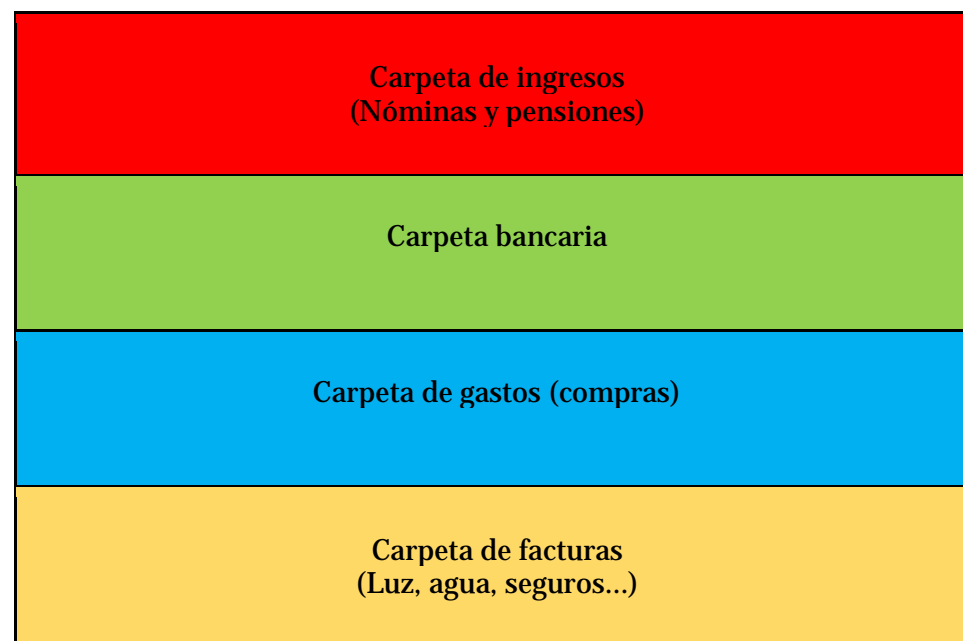 Carpeta de ingresos
(Nóminas y pensiones)
Carpeta bancaria
Carpeta de gastos (compras)
Carpeta de facturas
(Luz, agua, seguros...)